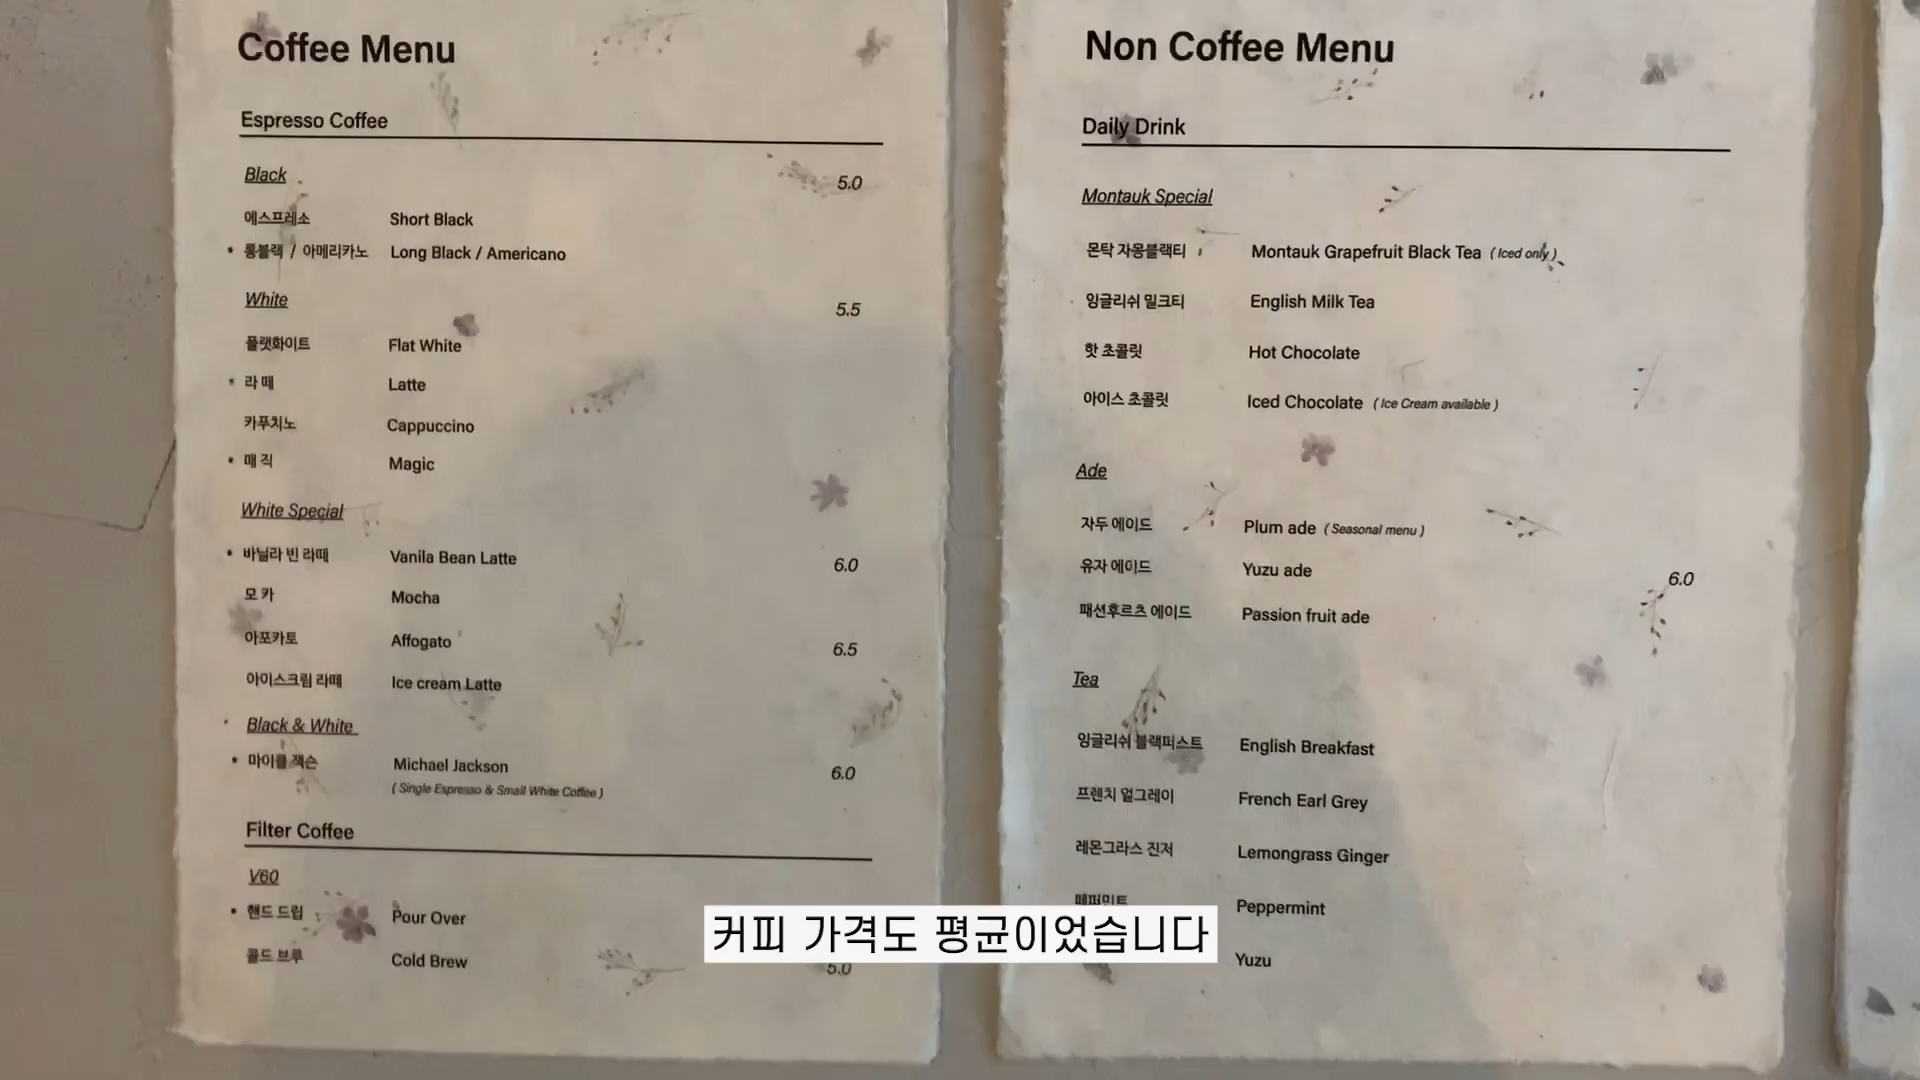 Coffee Menu
Espresso Coffee
Black 5.0
에스프레소 Short Black
* 롱블랙 / 아메리카노 Long Black / Americano
White 5.5
플랫화이트 Flat White
* 라떼 Latte
카푸치노 Cappuccino
* 매직 Magic
White Special
* 바닐라 빈 라떼 Vanila Bean Latte 6.0
모카 Mocha
아포카토 Affogato 6.5
아이스크림 라떼 Ice cream Latte
Black & White
* 마이클 잭슨 Michael Jackson 6.0
( Single Espresso & Small White Coffee )
Filter Coffee
V60
* 핸드 드립 Pour Over
콜드 브루 Cold Brew 5.0
Non Coffee Menu
Daily Drink
Montauk Special
몬탁 자몽블랙티 Montauk Grapefruit Black Tea ( Iced only )
잉글리쉬 밀크티 English Milk Tea
핫 초콜릿 Hot Chocolate
아이스 초콜릿 Iced Chocolate ( Ice Cream available )
Ade
자두 에이드 Plum ade ( Seasonal menu )
유자 에이드 Yuzu ade 6.0
패션후르츠 에이드 Passion fruit ade
Tea
잉글리쉬 블랙퍼스트 English Breakfast
프렌치 얼그레이 French Earl Grey
레몬그라스 진저 Lemongrass Ginger
페퍼민트 Peppermint
Yuzu
커피 가격도 평균이었습니다